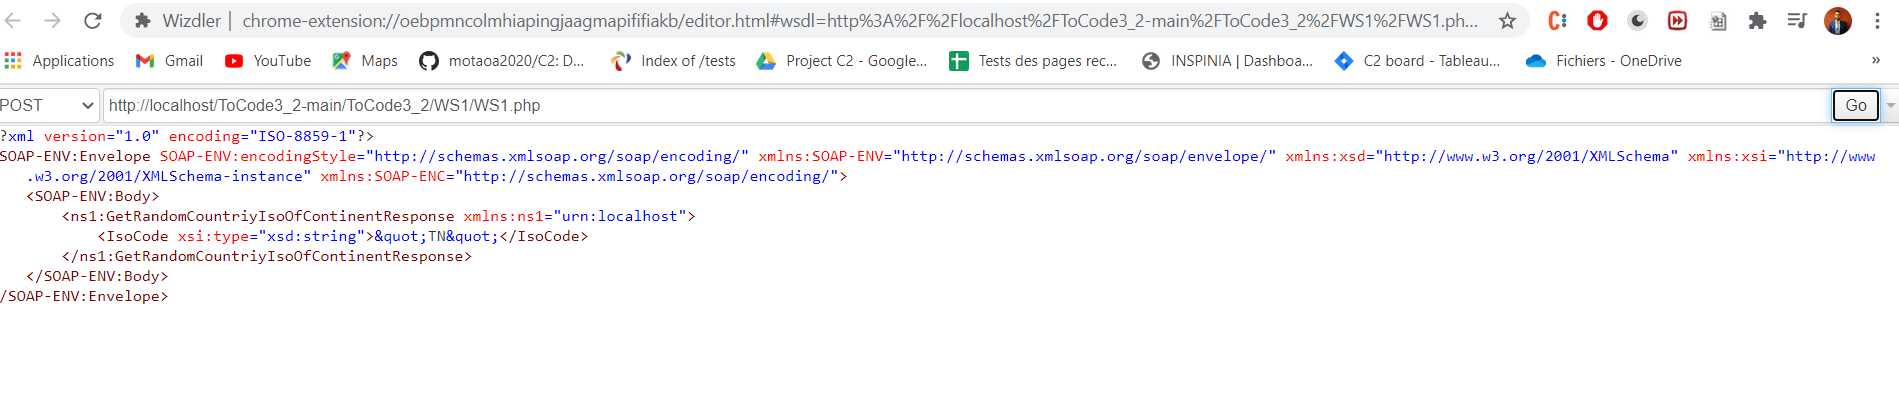 Wizdler | chrome-extension://oebpmncolmhiapingjaagmapififiakb/editor.html#wsdl=http%3A%2F%2Flocalhost%2FToCode3_2-main%2FToCode3_2%2FWS1%2FWS1.ph...
Applications Gmail YouTube Maps motaoa2020/C2: D... Index of /tests Project C2 - Google... Tests des pages rec... INSPINIA | Dashboa... C2 board - Tableau... Fichiers - OneDrive »
POST http://localhost/ToCode3_2-main/ToCode3_2/WS1/WS1.php Go
?xml version="1.0" encoding="ISO-8859-1"?>
SOAP-ENV:Envelope SOAP-ENV:encodingStyle="http://schemas.xmlsoap.org/soap/encoding/" xmlns:SOAP-ENV="http://schemas.xmlsoap.org/soap/envelope/" xmlns:xsd="http://www.w3.org/2001/XMLSchema" xmlns:xsi="http://www
.w3.org/2001/XMLSchema-instance" xmlns:SOAP-ENC="http://schemas.xmlsoap.org/soap/encoding/">
<SOAP-ENV:Body>
<ns1:GetRandomCountriyIsoOfContinentResponse xmlns:ns1="urn:localhost">
<IsoCode xsi:type="xsd:string">&quot;TN&quot;</IsoCode>
</ns1:GetRandomCountriyIsoOfContinentResponse>
</SOAP-ENV:Body>
/SOAP-ENV:Envelope>